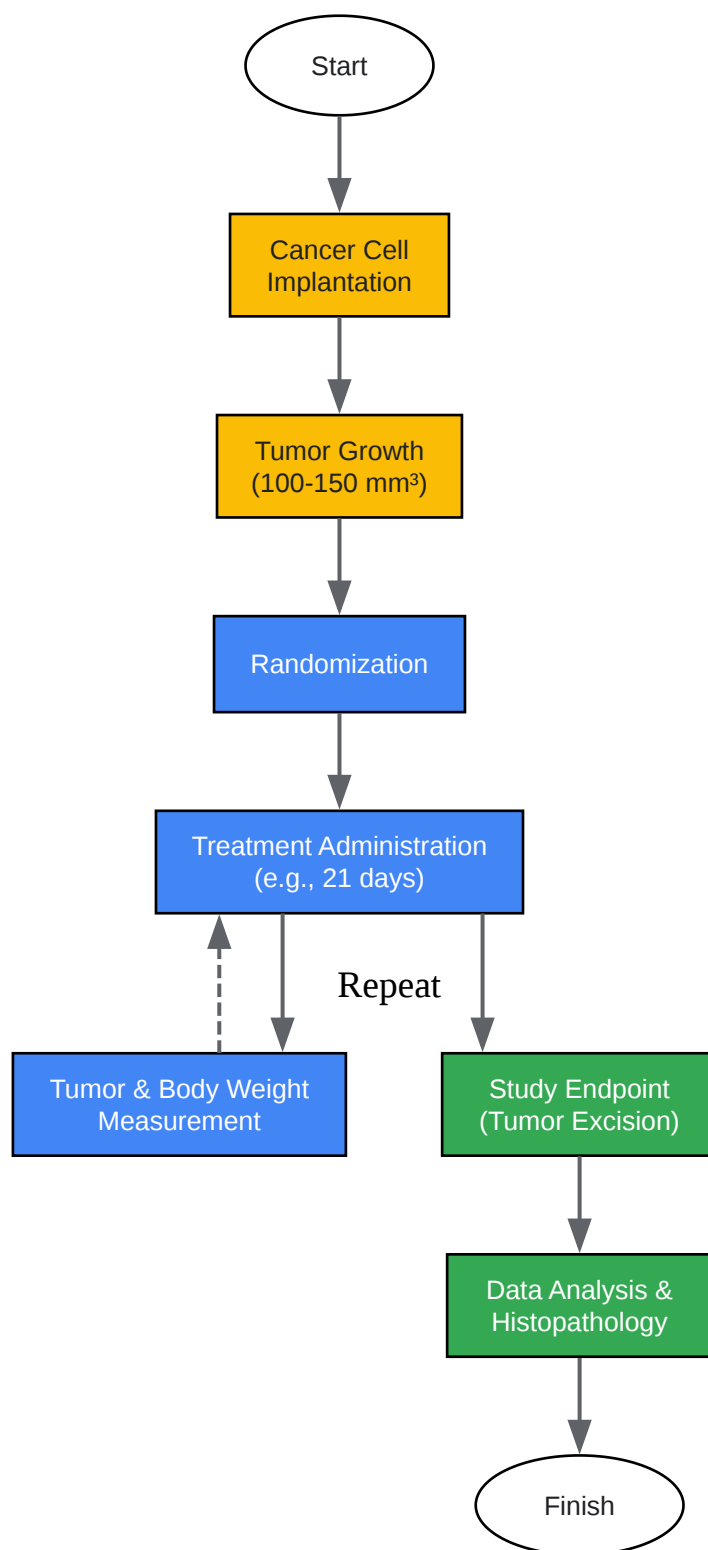 Start
Cancer Cell
Implantation
Tumor Growth
(100-150 mm³)
Randomization
Treatment Administration
(e.g., 21 days)
Repeat
Tumor & Body Weight
Measurement
Study Endpoint
(Tumor Excision)
Data Analysis &
Histopathology
Finish